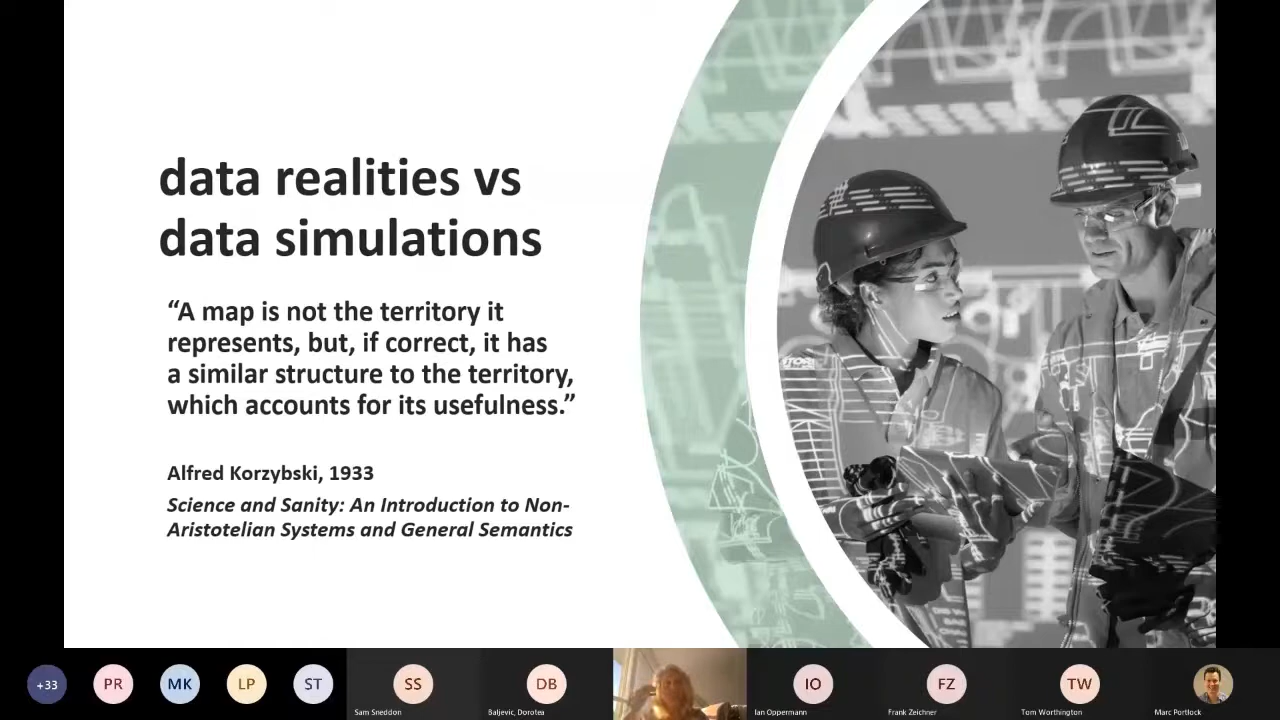 data realities vs
data simulations
“A map is not the territory it
represents, but, if correct, it has
a similar structure to the territory,
which accounts for its usefulness.”
Alfred Korzybski, 1933
Science and Sanity: An Introduction to Non-
Aristotelian Systems and General Semantics
+33
PR
MK
LP
ST
SS
DB
IO
FZ
TW
Sam Sneddon
Baljevic, Dorotea
Ian Oppermann
Frank Zeichner
Tom Worthington
Marc Portlock